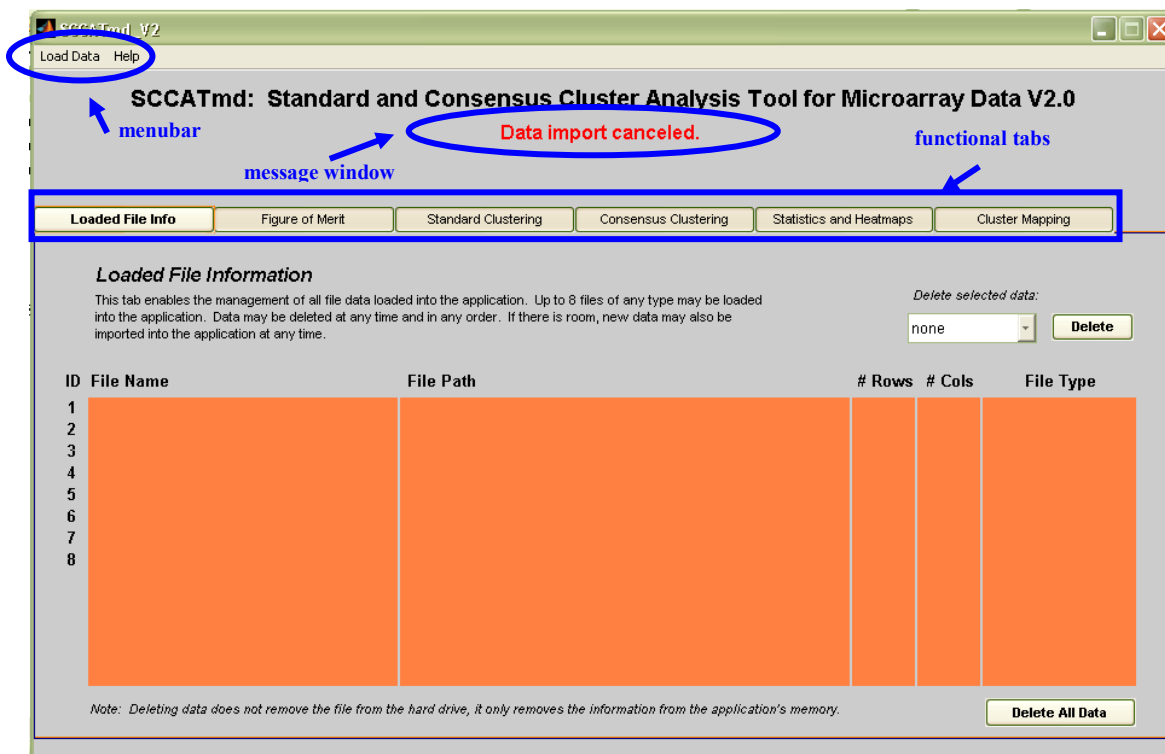 SCCATmd_V2
Load Data Help
SCCATmd: Standard and Consensus Cluster Analysis Tool for Microarray Data V2.0
menubar
Data import canceled.
functional tabs
message window
Loaded File Info Figure of Merit Standard Clustering Consensus Clustering Statistics and Heatmaps Cluster Mapping
Loaded File Information
This tab enables the management of all file data loaded into the application. Up to 8 files of any type may be loaded
into the application. Data may be deleted at any time and in any order. If there is room, new data may also be
imported into the application at any time.
Delete selected data:
none Delete
ID File Name File Path # Rows # Cols File Type
1
2
3
4
5
6
7
8
Note: Deleting data does not remove the file from the hard drive, it only removes the information from the application's memory.
Delete All Data